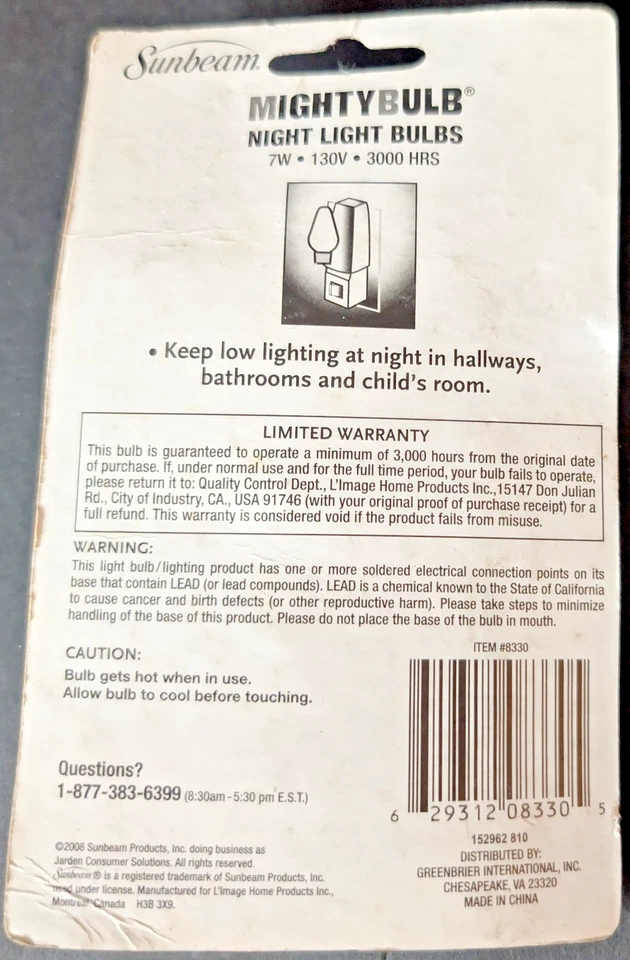 Sunbeam.
MIGHTYBULB®
NIGHT LIGHT BULBS
7W • 130V • 3000 HRS
• Keep low lighting at night in hallways,
bathrooms and child's room.
LIMITED WARRANTY
This bulb is guaranteed to operate a minimum of 3,000 hours from the original date
of purchase. If, under normal use and for the full time period, your bulb fails to operate,
please return it to: Quality Control Dept., L'Image Home Products Inc.,15147 Don Julian
Rd., City of Industry, CA., USA 91746 (with your original proof of purchase receipt) for a
full refund. This warranty is considered void if the product fails from misuse.
WARNING:
This light bulb/lighting product has one or more soldered electrical connection points on its
base that contain LEAD (or lead compounds). LEAD is a chemical known to the State of California
to cause cancer and birth defects (or other reproductive harm). Please take steps to minimize
handling of the base of this product. Please do not place the base of the bulb in mouth.
CAUTION:
Bulb gets hot when in use.
Allow bulb to cool before touching.
Questions?
1-877-383-6399 (8:30am-5:30 pm E.S.T.)
©2008 Sunbeam Products, Inc. doing business as
Jarden Consumer Solutions. All rights reserved.
Sunbeam® is a registered trademark of Sunbeam Products, Inc.
used under license. Manufactured for L'Image Home Products Inc.,
Montreal Canada H3B 3X9.
ITEM #8330
6 29312 08330 5
152962 810
DISTRIBUTED BY:
GREENBRIER INTERNATIONAL, INC.
CHESAPEAKE, VA 23320
MADE IN CHINA